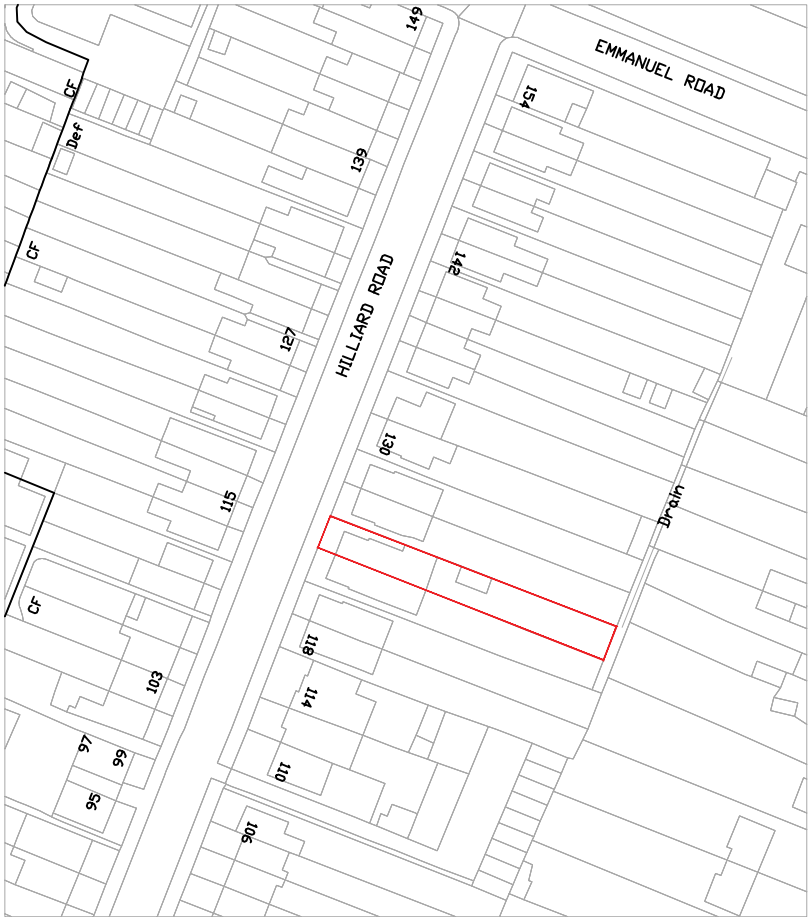 149
EMMANUEL ROAD
CF
154
Def
139
CF
142
HILLIARD ROAD
127
130
115
Drain
CF
118
103
114
97
99
110
95
106